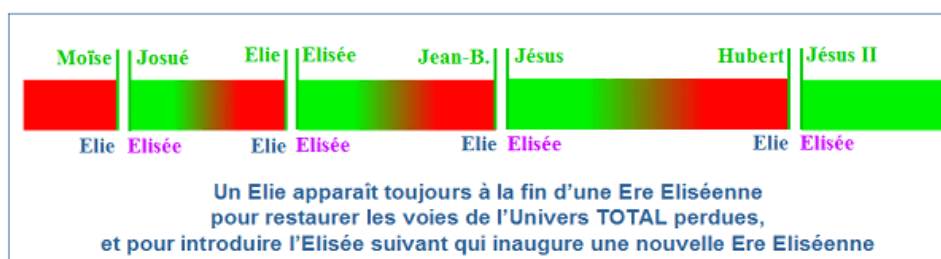 Moïse Josué Elie Elisée Jean-B. Jésus Hubert Jésus II
Elie Elisée Elie Elisée Elie Elisée Elie Elisée
Un Elie apparaît toujours à la fin d'une Ere Eliséenne
pour restaurer les voies de l'Univers TOTAL perdues,
et pour introduire l'Elisée suivant qui inaugure une nouvelle Ere Eliséenne